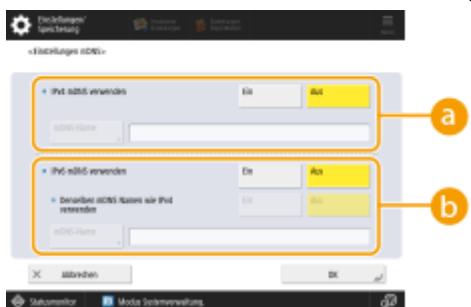 Einstellungen/
Speicherung
<Einstellungen mDNS>
IPv4 mDNS verwenden
Ein
Aus
mDNS-Name
a
IPv6 mDNS verwenden
Ein
Aus
Denselben mDNS Namen wie IPv4
verwenden
Ein
Aus
mDNS-Name
b
Abbrechen
OK
Statusmonitor
Modus Systemverwaltung.